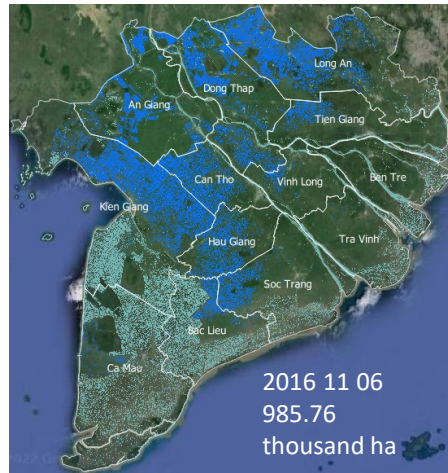 Long An
Dong Thap
An Giang
Tien Giang
Ben Tre
Can Tho
Vinh Long
Kien Giang
Hau Giang
Tra Vinh
Soc Trang
Bac Lieu
Ca Mau
2016 11 06
985.76
thousand ha